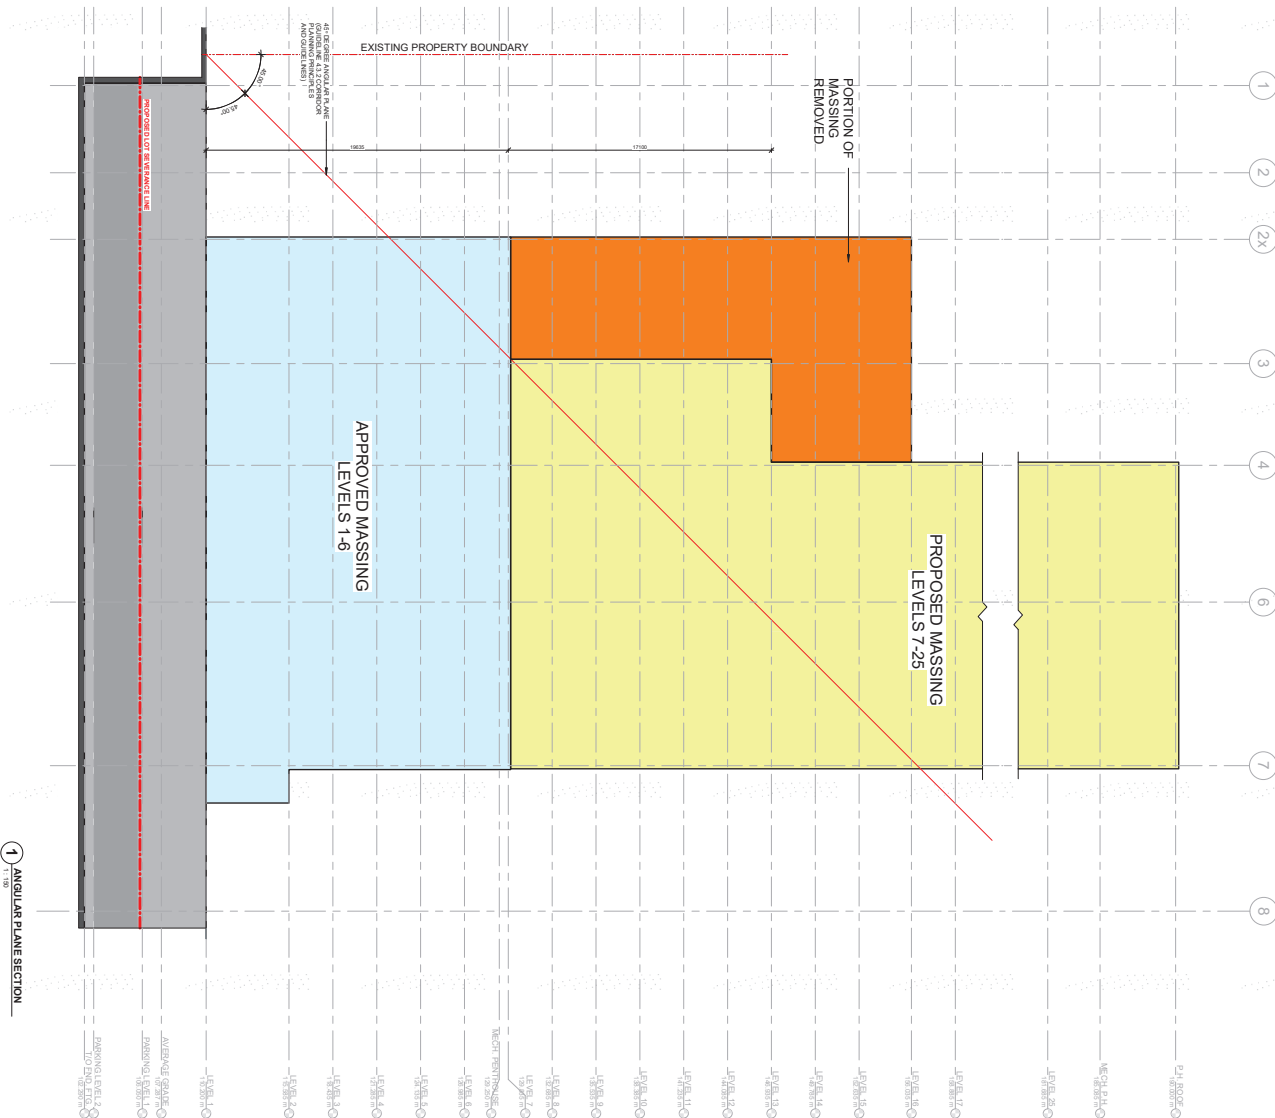 EXISTING PROPERTY BOUNDARY
45º DEGREE ANGULAR PLANE
(GUIDELINE 4.3.2 CORRIDOR
PLANNING PRINCIPLES
AND GUIDELINES)
45.00°
45.00°
PROPOSED LOT SEVERANCE LINE
PORTION OF
MASSING
REMOVED
17100
APPROVED MASSING
LEVELS 1-6
PROPOSED MASSING
LEVELS 7-25
1
2
2x
3
4
6
7
8
P.H. ROOF
MECH. P.H.
LEVEL 25
LEVEL 17
LEVEL 16
LEVEL 15
LEVEL 14
LEVEL 13
LEVEL 12
LEVEL 11
LEVEL 10
LEVEL 9
LEVEL 8
LEVEL 7
MECH. PENTHOUSE
LEVEL 6
LEVEL 5
LEVEL 4
LEVEL 3
LEVEL 2
LEVEL 1
AVERAGE GRADE
PARKING LEVEL 1
PARKING LEVEL 2
T/O FND. FTG.
1
ANGULAR PLANE SECTION
1 : 150